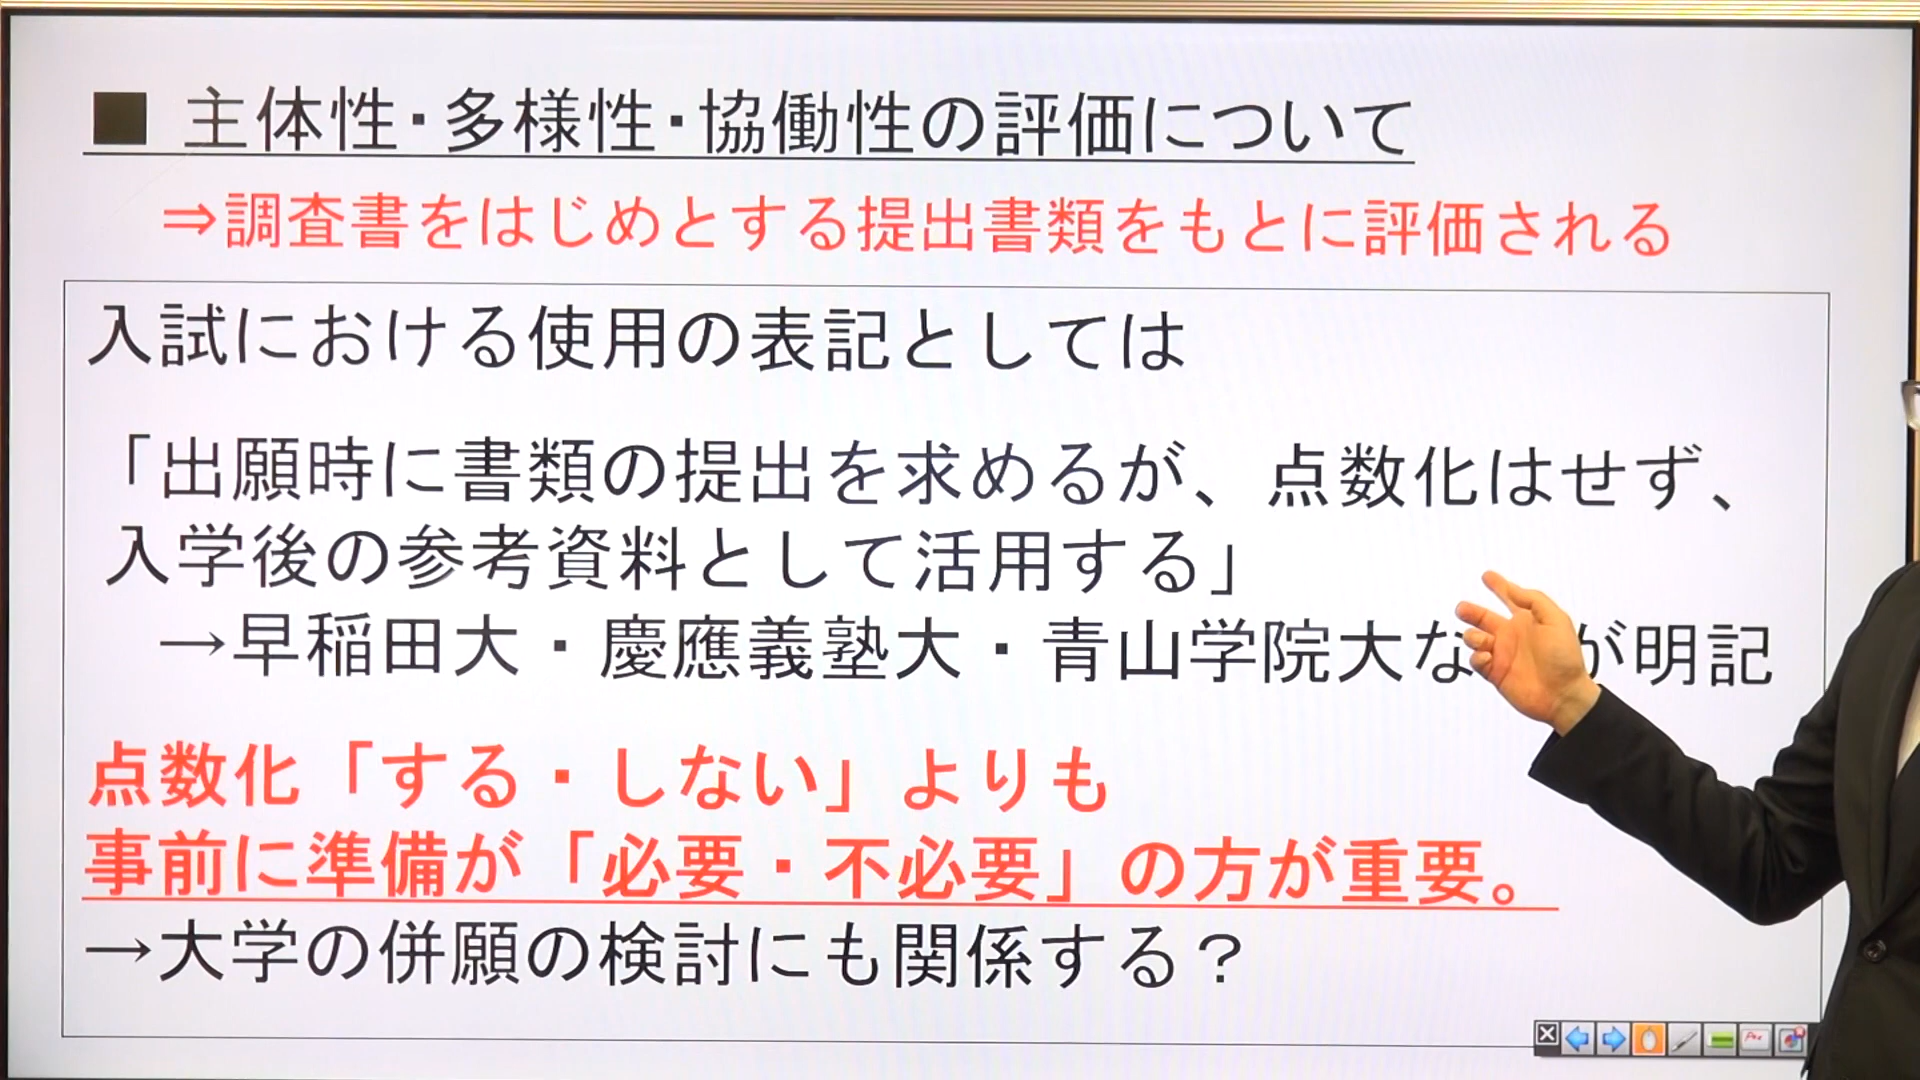 ■ 主体性・多様性・協働性の評価について
⇒調査書をはじめとする提出書類をもとに評価される
入試における使用の表記としては
「出願時に書類の提出を求めるが、点数化はせず、
入学後の参考資料として活用する」
→早稲田大・慶應義塾大・青山学院大な が明記
点数化「する・しない」よりも
事前に準備が「必要・不必要」の方が重要。
→大学の併願の検討にも関係する？